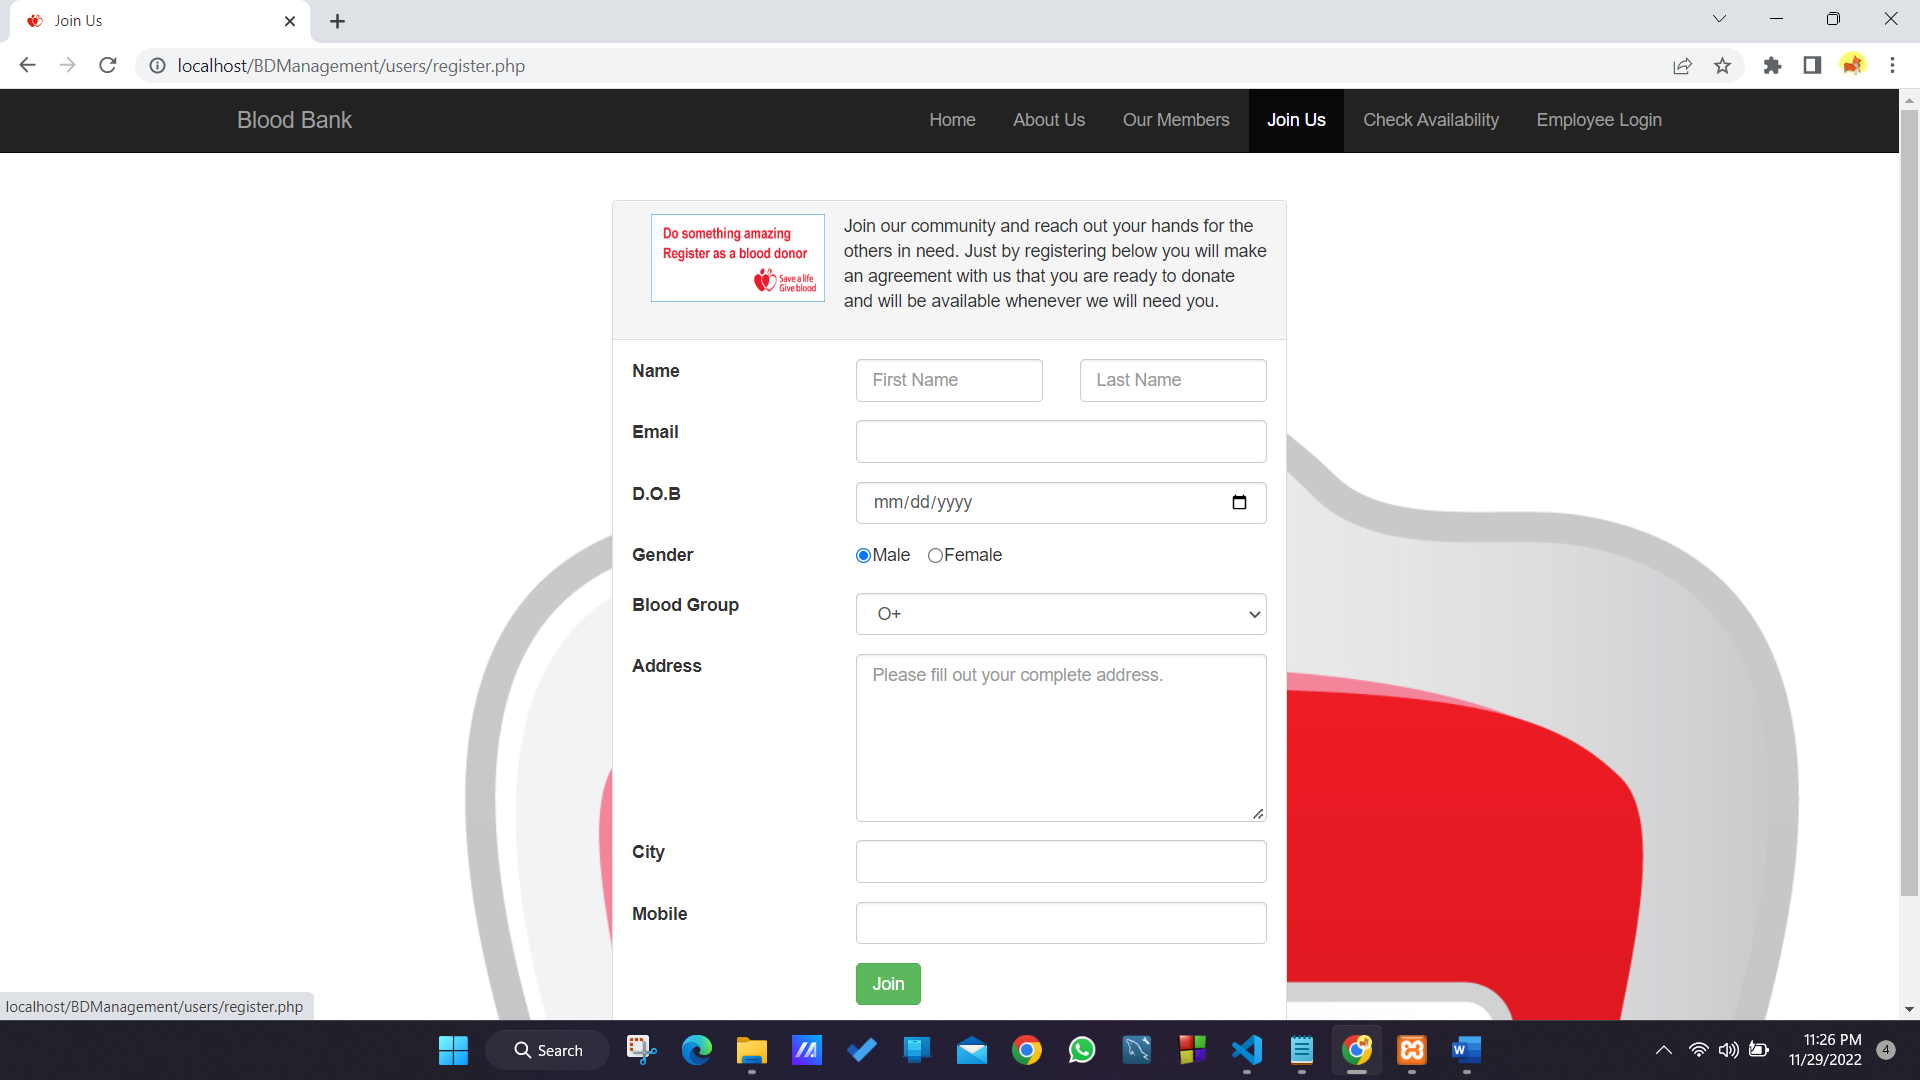 Join Us
localhost/BDManagement/users/register.php
Blood Bank
Home
About Us
Our Members
Join Us
Check Availability
Employee Login
Do something amazing
Register as a blood donor
Save a life
Give blood
Join our community and reach out your hands for the
others in need. Just by registering below you will make
an agreement with us that you are ready to donate
and will be available whenever we will need you.
Name
First Name
Last Name
Email
D.O.B
mm/dd/yyyy
Gender
Male
Female
Blood Group
O+
Address
Please fill out your complete address.
City
Mobile
Join
localhost/BDManagement/users/register.php
Search
11:26 PM
11/29/2022
4